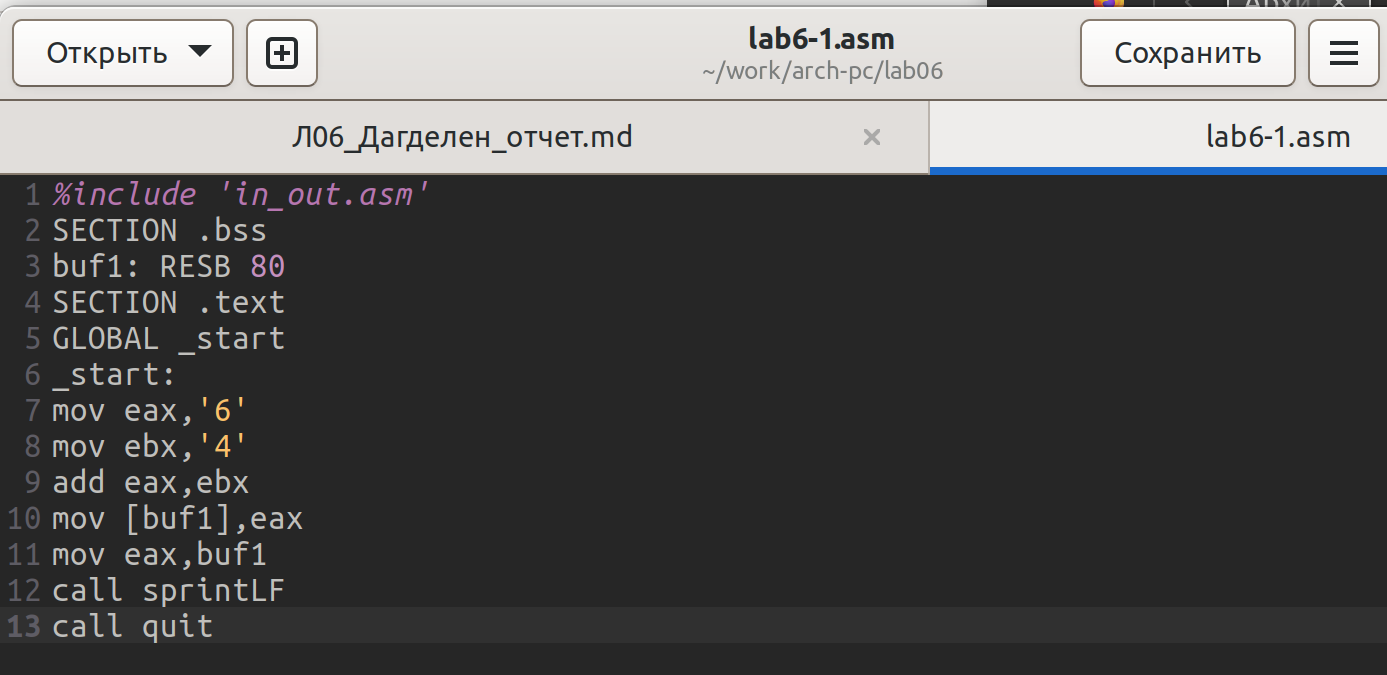 Открыть
lab6-1.asm
~/work/arch-pc/lab06
Сохранить
Л06_Дагделен_отчет.md
lab6-1.asm
1 %include 'in_out.asm'
2 SECTION .bss
3 buf1: RESB 80
4 SECTION .text
5 GLOBAL _start
6 _start:
7 mov eax,'6'
8 mov ebx,'4'
9 add eax,ebx
10 mov [buf1],eax
11 mov eax,buf1
12 call sprintLF
13 call quit